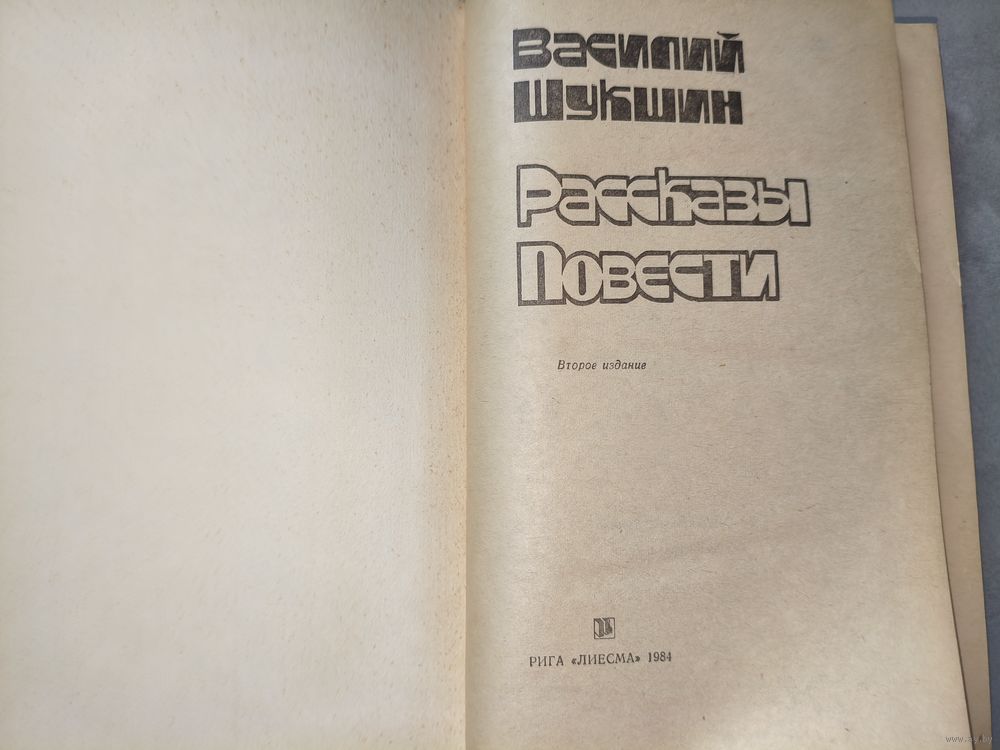 Василий
Шукшин
Рассказы
Повести
Второе издание
РИГА «ЛИЕСМА» 1984